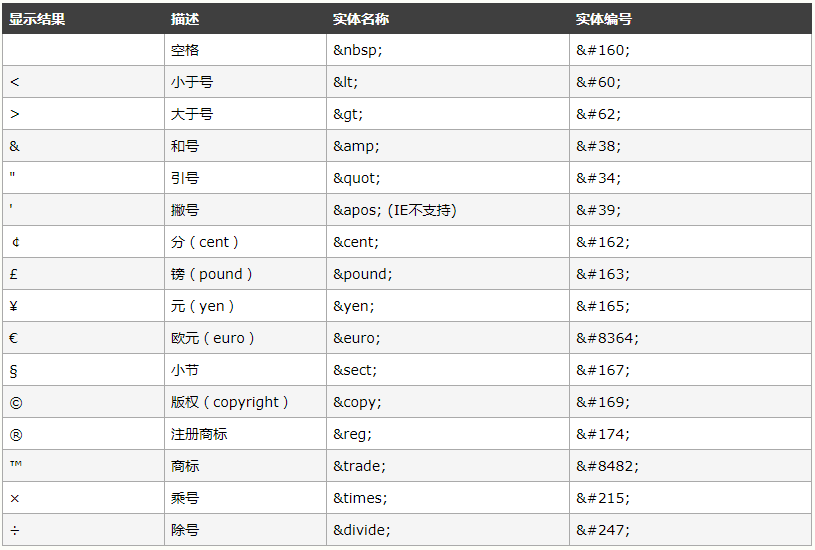 显示结果 描述 实体名称 实体编号
空格 &nbsp; &#160;
< 小于号 &lt; &#60;
> 大于号 &gt; &#62;
& 和号 &amp; &#38;
" 引号 &quot; &#34;
' 撇号 &apos; (IE不支持) &#39;
¢ 分（cent） &cent; &#162;
£ 镑（pound） &pound; &#163;
¥ 元（yen） &yen; &#165;
€ 欧元（euro） &euro; &#8364;
§ 小节 &sect; &#167;
© 版权（copyright） &copy; &#169;
® 注册商标 &reg; &#174;
™ 商标 &trade; &#8482;
× 乘号 &times; &#215;
÷ 除号 &divide; &#247;